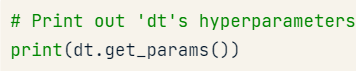 # Print out 'dt's hyperparameters
print(dt.get_params())